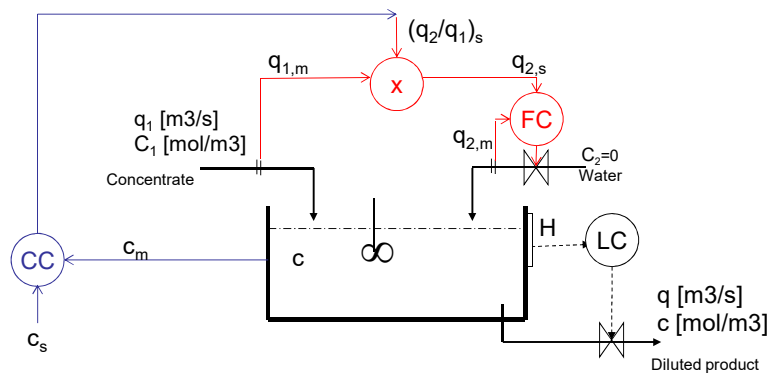 (q2/q1)s
q1,m
x
q2,s
q1 [m3/s]
C1 [mol/m3]
FC
q2,m
Concentrate
C2=0
Water
H
LC
cm
CC
c
∞
q [m3/s]
c [mol/m3]
cs
Diluted product